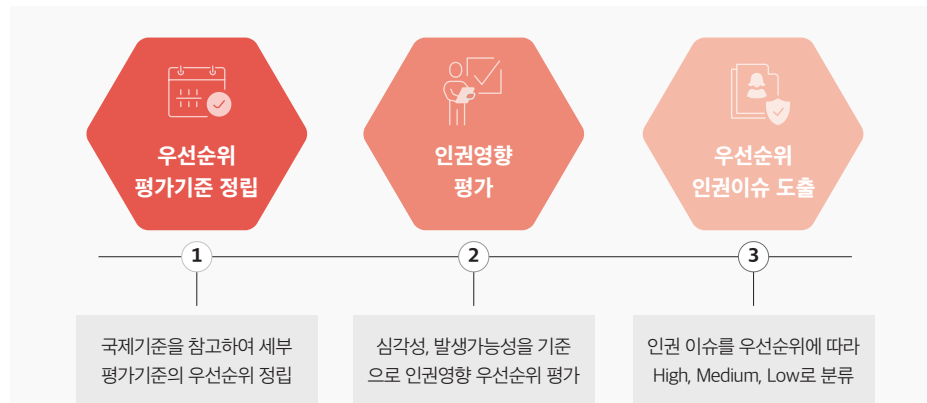 우선순위
평가기준 정립
인권영향
평가
우선순위
인권이슈 도출
1
2
3
국제기준을 참고하여 세부
평가기준의 우선순위 정립
심각성, 발생가능성을 기준
으로 인권영향 우선순위 평가
인권 이슈를 우선순위에 따라
High, Medium, Low로 분류